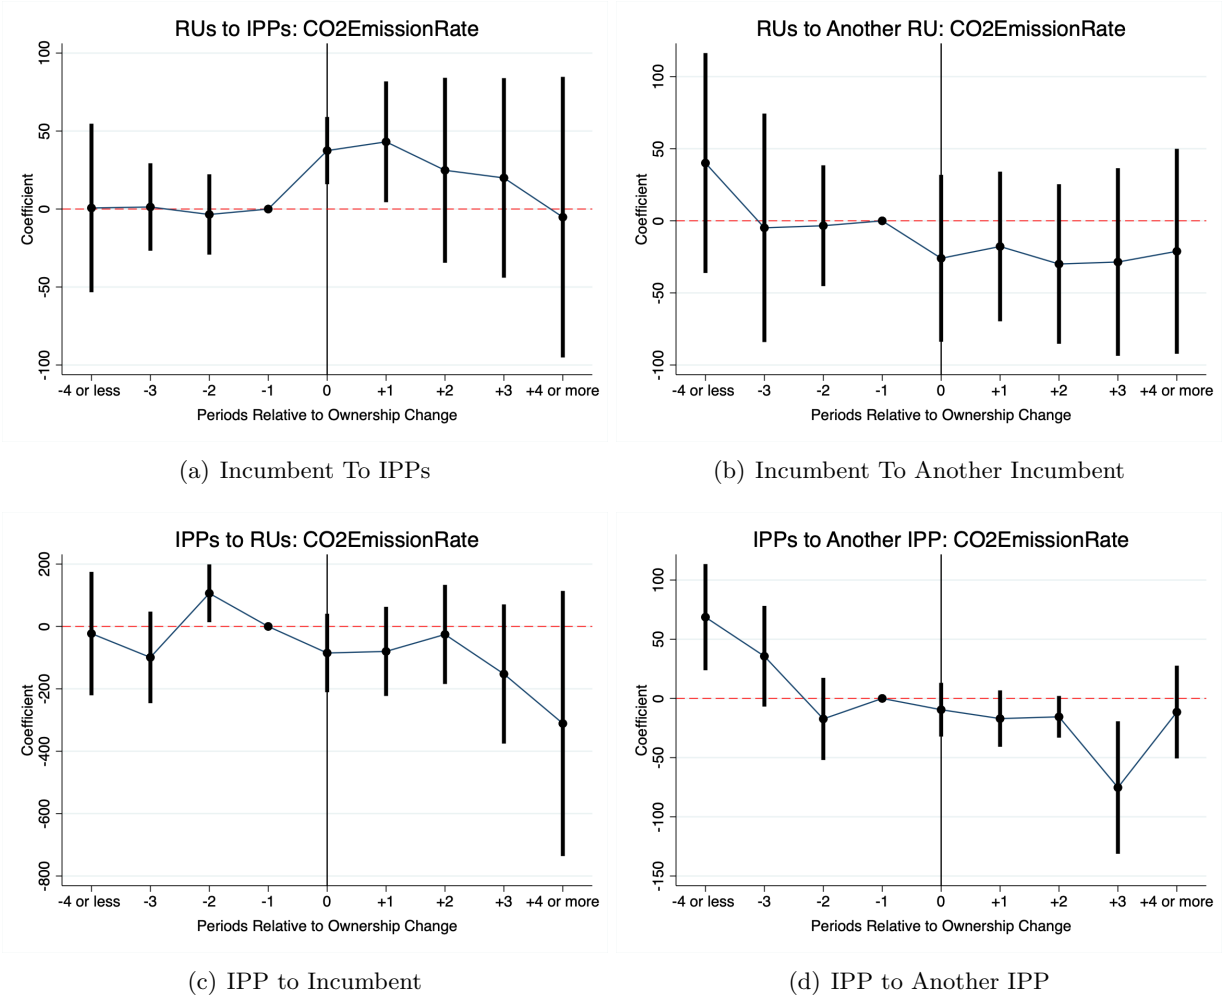 RUs to IPPs: CO2EmissionRate
Coefficient
100
50
0
-50
-100
-4 or less -3 -2 -1 0 +1 +2 +3 +4 or more
Periods Relative to Ownership Change
(a) Incumbent To IPPs
RUs to Another RU: CO2EmissionRate
Coefficient
100
50
0
-50
-100
-4 or less -3 -2 -1 0 +1 +2 +3 +4 or more
Periods Relative to Ownership Change
(b) Incumbent To Another Incumbent
IPPs to RUs: CO2EmissionRate
Coefficient
200
0
-200
-400
-600
-800
-4 or less -3 -2 -1 0 +1 +2 +3 +4 or more
Periods Relative to Ownership Change
(c) IPP to Incumbent
IPPs to Another IPP: CO2EmissionRate
Coefficient
100
50
0
-50
-100
-150
-4 or less -3 -2 -1 0 +1 +2 +3 +4 or more
Periods Relative to Ownership Change
(d) IPP to Another IPP